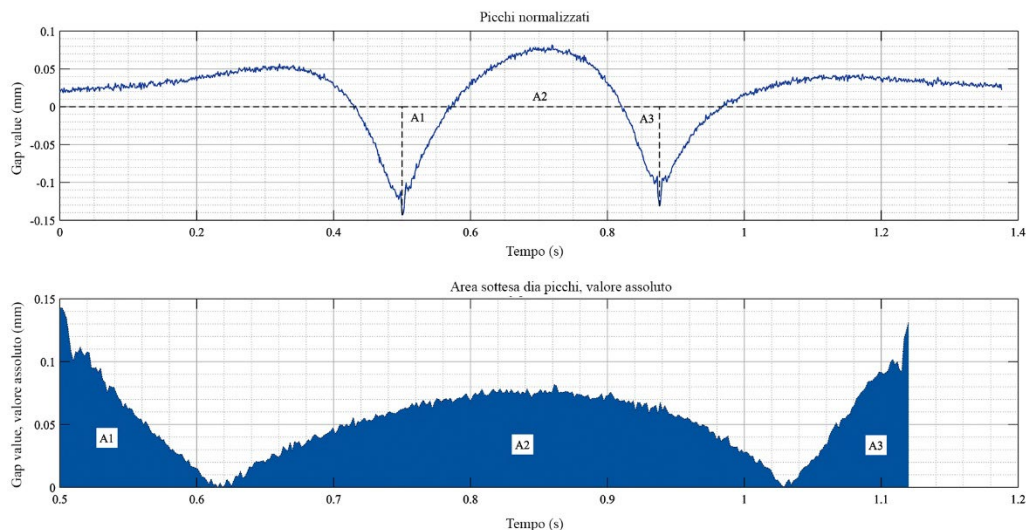 Picchi normalizzati
Gap value (mm)
0.1
0.05
0
-0.05
-0.1
-0.15
A1
A2
A3
0 0.2 0.4 0.6 0.8 1 1.2 1.4
Tempo (s)
Area sottesa dia picchi, valore assoluto
Gap value, valore assoluto (mm)
0.15
0.1
0.05
0
A1
A2
A3
0.5 0.6 0.7 0.8 0.9 1 1.1 1.2
Tempo (s)